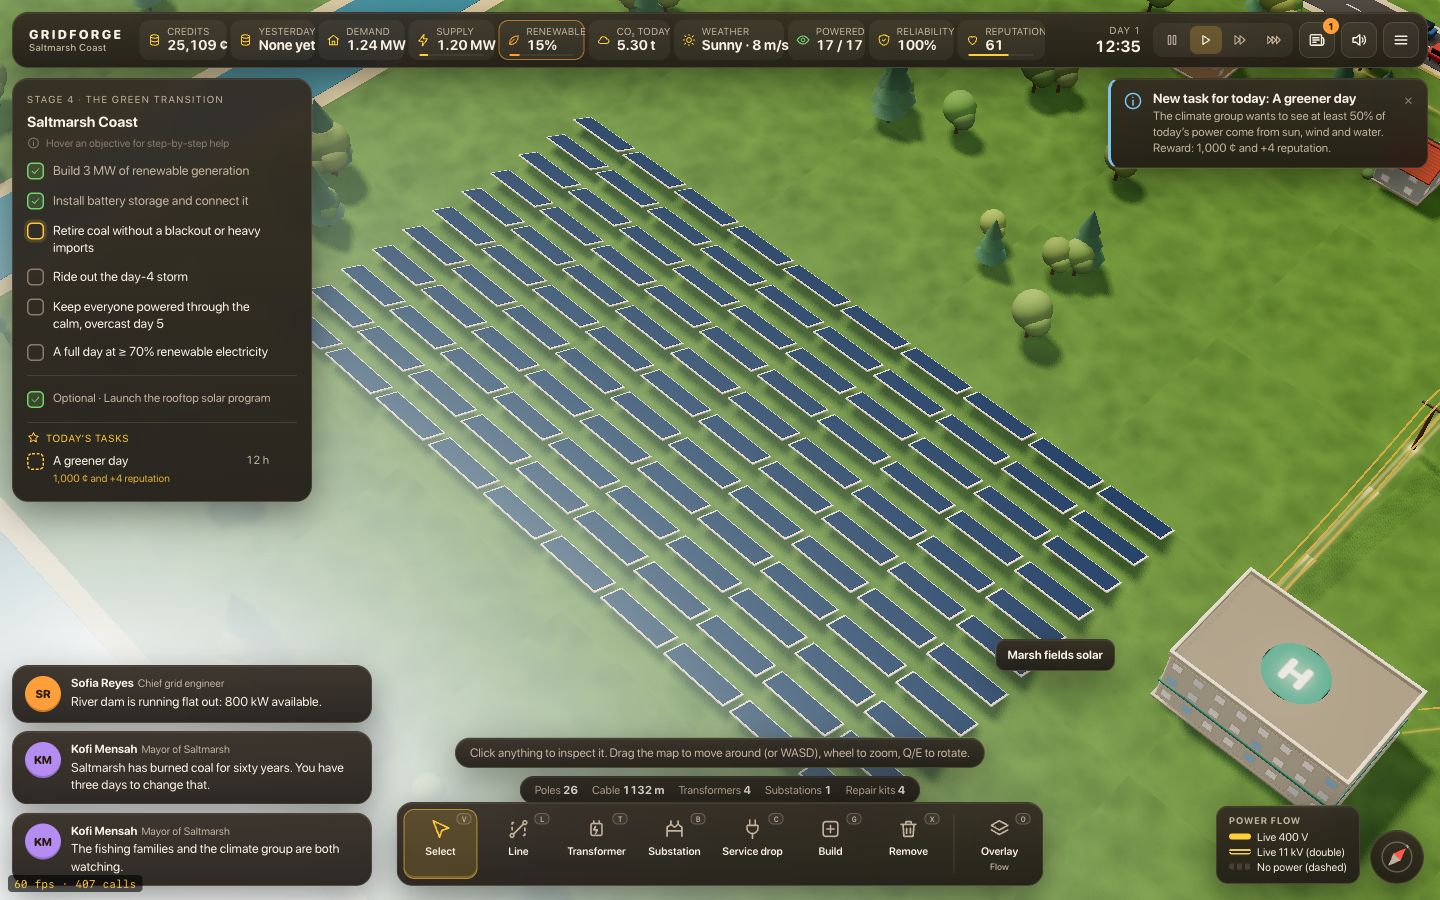 GRIDFORGE
Saltmarsh Coast
CREDITS
25,109 ¢
YESTERDAY
None yet
DEMAND
1.24 MW
SUPPLY
1.20 MW
RENEWABLE
15%
CO₂ TODAY
5.30 t
WEATHER
Sunny · 8 m/s
POWERED
17 / 17
RELIABILITY
100%
REPUTATION
61
DAY 1
12:35
1
STAGE 4 · THE GREEN TRANSITION
Saltmarsh Coast
Hover an objective for step-by-step help
Build 3 MW of renewable generation
Install battery storage and connect it
Retire coal without a blackout or heavy
imports
Ride out the day-4 storm
Keep everyone powered through the
calm, overcast day 5
A full day at ≥ 70% renewable electricity
Optional · Launch the rooftop solar program
TODAY'S TASKS
A greener day 12 h
1,000 ¢ and +4 reputation
New task for today: A greener day ×
The climate group wants to see at least 50% of
today's power come from sun, wind and water.
Reward: 1,000 ¢ and +4 reputation.
Marsh fields solar
H
SR
Sofia Reyes Chief grid engineer
River dam is running flat out: 800 kW available.
KM
Kofi Mensah Mayor of Saltmarsh
Saltmarsh has burned coal for sixty years. You have
three days to change that.
KM
Kofi Mensah Mayor of Saltmarsh
The fishing families and the climate group are both
watching.
60 fps · 407 calls
Click anything to inspect it. Drag the map to move around (or WASD), wheel to zoom, Q/E to rotate.
Poles 26 Cable 1132 m Transformers 4 Substations 1 Repair kits 4
V
Select
L
Line
T
Transformer
B
Substation
C
Service drop
G
Build
X
Remove
O
Overlay
Flow
POWER FLOW
Live 400 V
Live 11 kV (double)
No power (dashed)